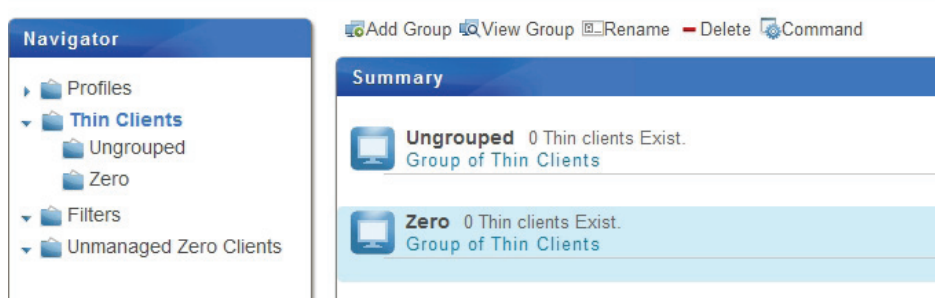 Navigator
Profiles
Thin Clients
Ungrouped
Zero
Filters
Unmanaged Zero Clients
Add Group View Group Rename Delete Command
Summary
Ungrouped 0 Thin clients Exist.
Group of Thin Clients
Zero 0 Thin clients Exist.
Group of Thin Clients